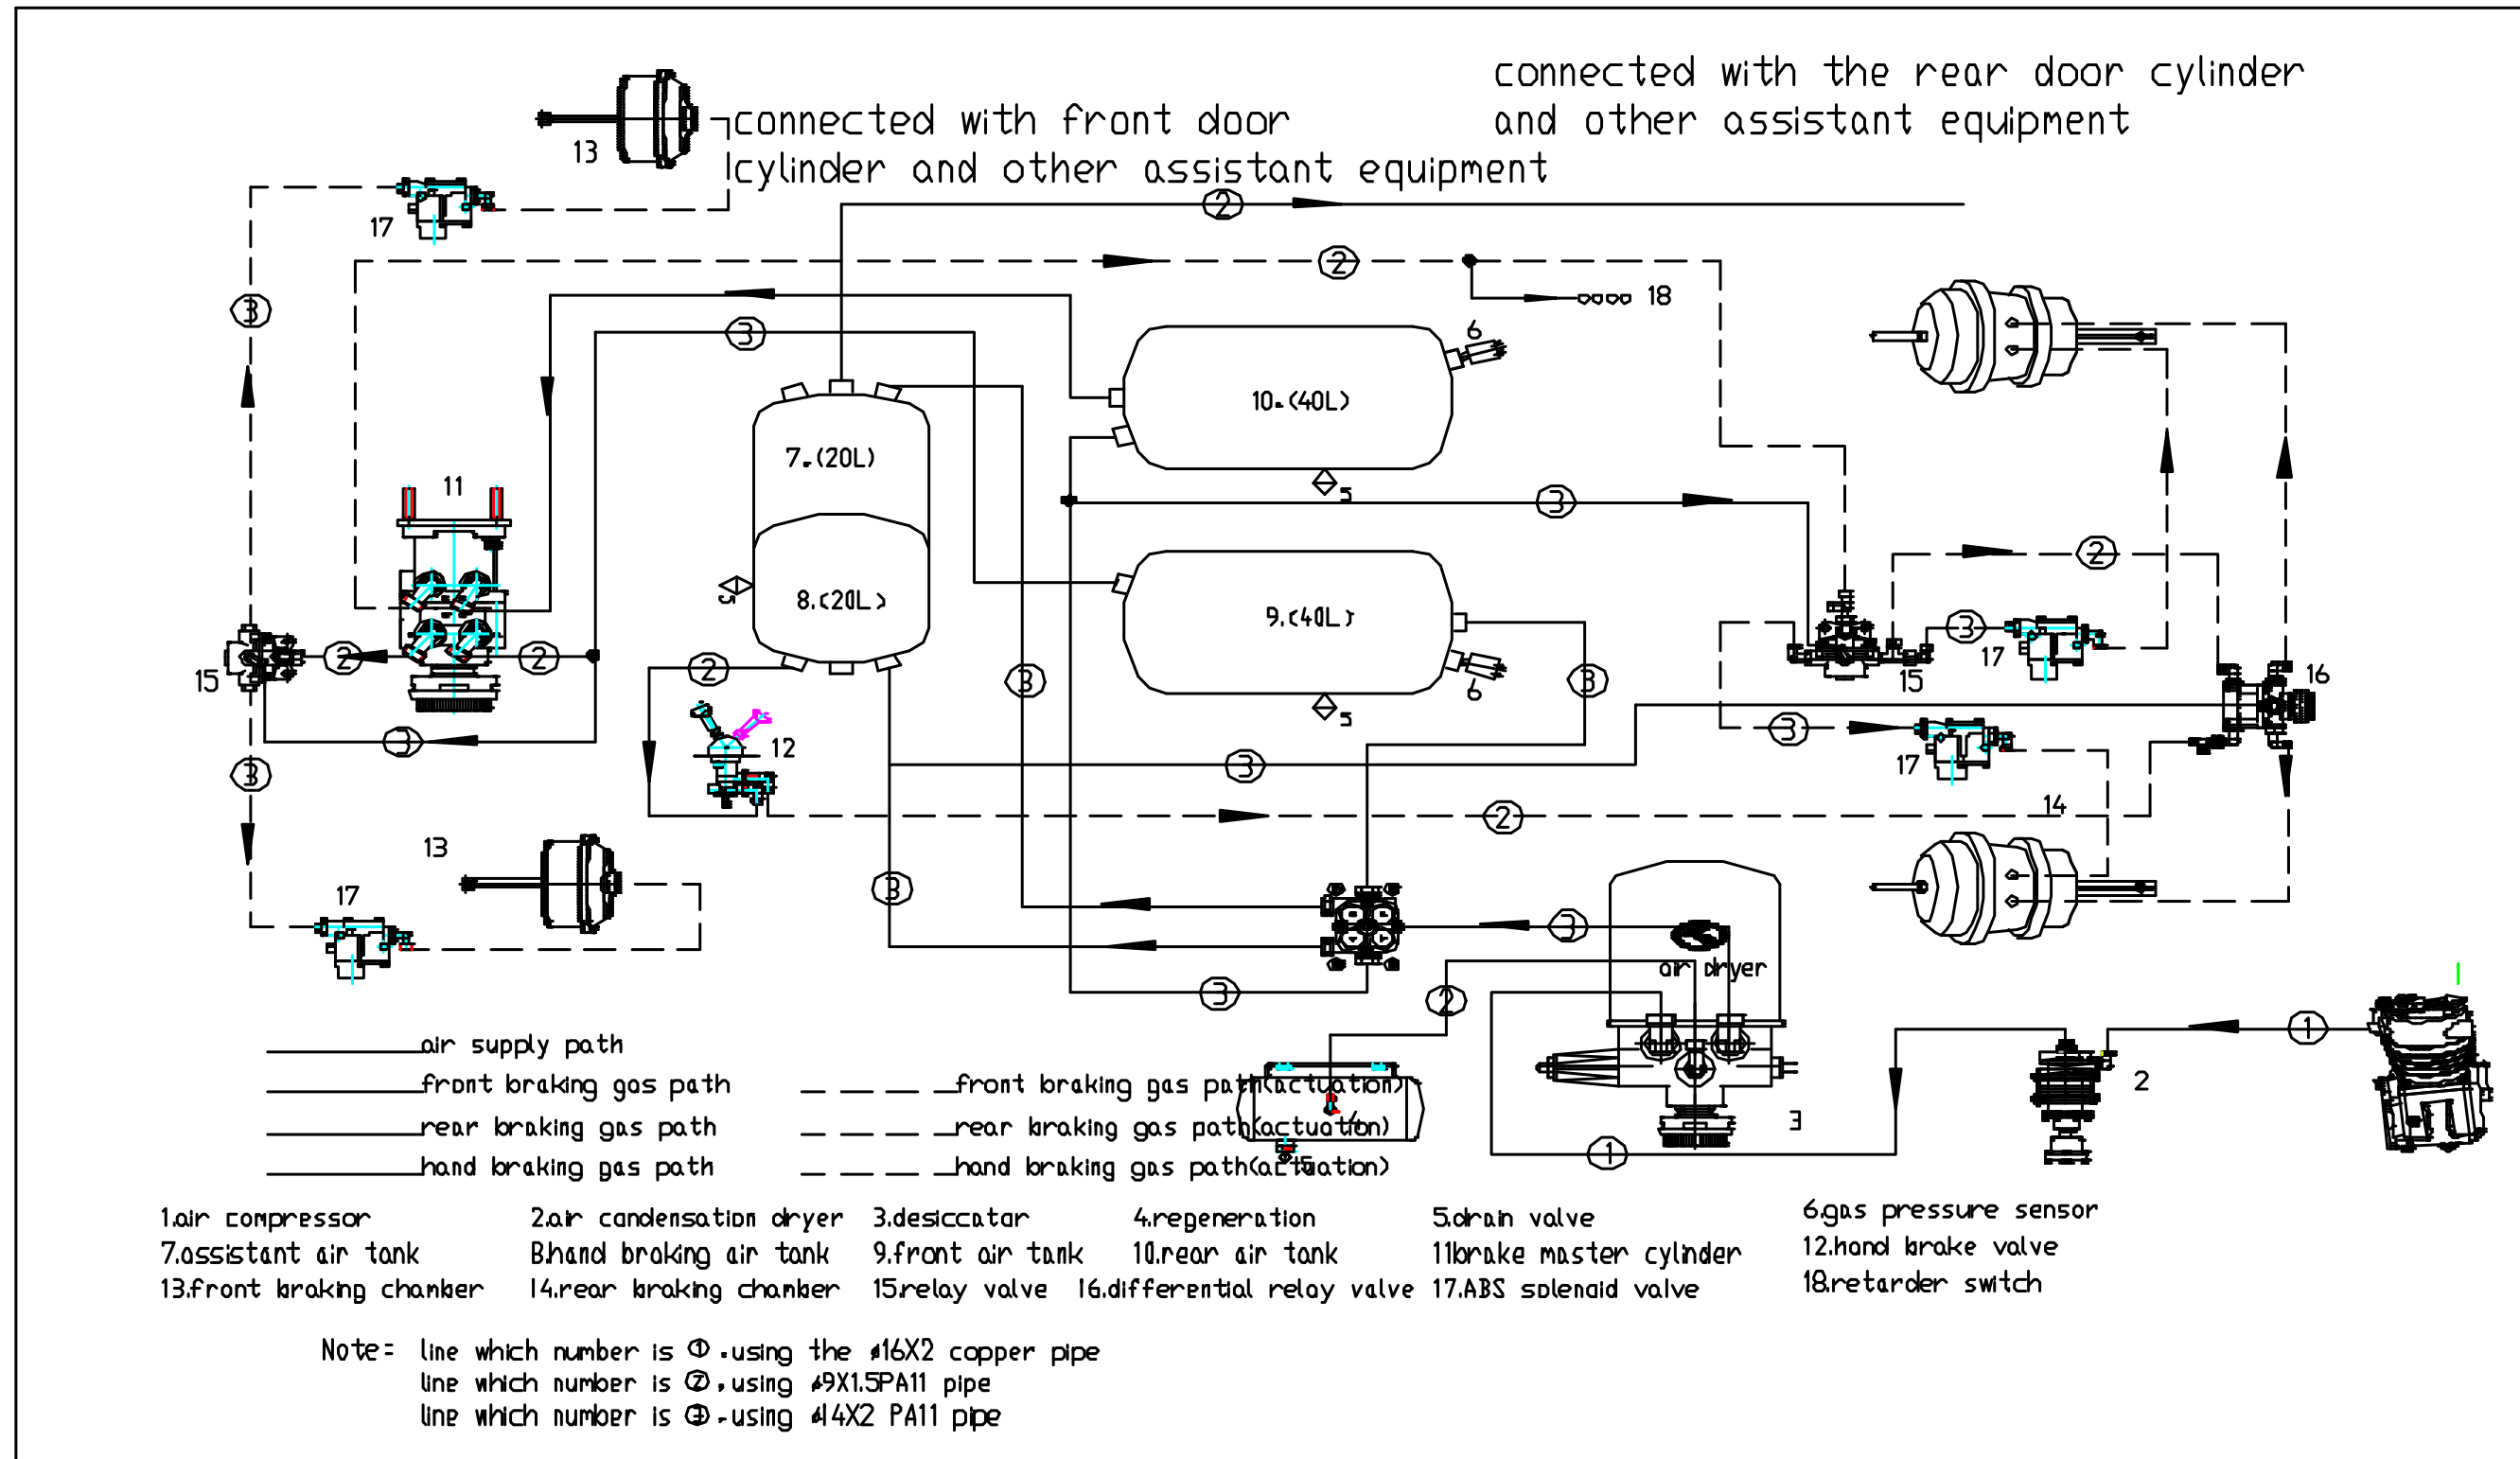 connected with the rear door cylinder
and other assistant equipment
connected with front door
cylinder and other assistant equipment
13
17
2
2
18
3
3
6
10.(40L)
7.(20L)
11
5
3
2
8.(20L)
5
9.(40L)
3
17
15
16
2
2
15
2
3
6
3
5
3
12
3
3
17
3
2
14
13
3
17
3
air dryer
3
2
1
2
3
4
5
1
air supply path
front braking gas path
front braking gas path(actuation)
rear braking gas path
rear braking gas path(actuation)
hand braking gas path
hand braking gas path(actuation)
1.air compressor
2.air candensation dryer
3.desiccatar
4.regeneration
5.drain valve
6.gas pressure sensor
7.assistant air tank
8.hand braking air tank
9.front air tank
10.rear air tank
11brake master cylinder
12.hand brake valve
13.front braking chamber
14.rear braking chamber
15.relay valve
16.differential relay valve
17.ABS solenaid valve
18.retarder switch
Note= line which number is ①.using the ø16X2 copper pipe
line which number is ②,using ø9X1.5PA11 pipe
line which number is ③.using ø14X2 PA11 pipe